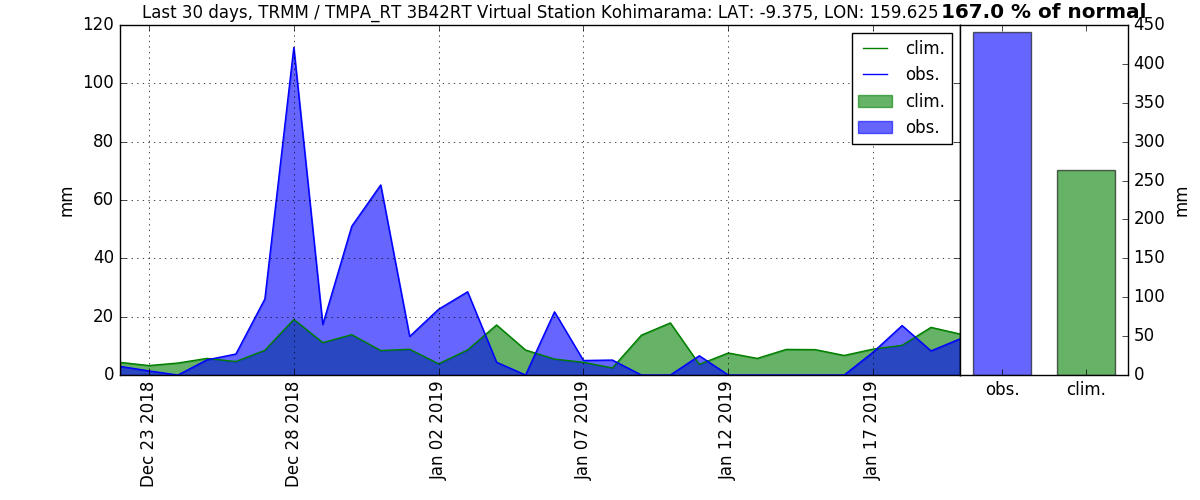 Last 30 days, TRMM / TMPA_RT 3B42RT Virtual Station Kohimarama: LAT: -9.375, LON: 159.625
167.0 % of normal
120
100
80
60
40
20
0
mm
clim.
obs.
clim.
obs.
450
400
350
300
250
200
150
100
50
0
mm
Dec 23 2018
Dec 28 2018
Jan 02 2019
Jan 07 2019
Jan 12 2019
Jan 17 2019
obs.
clim.